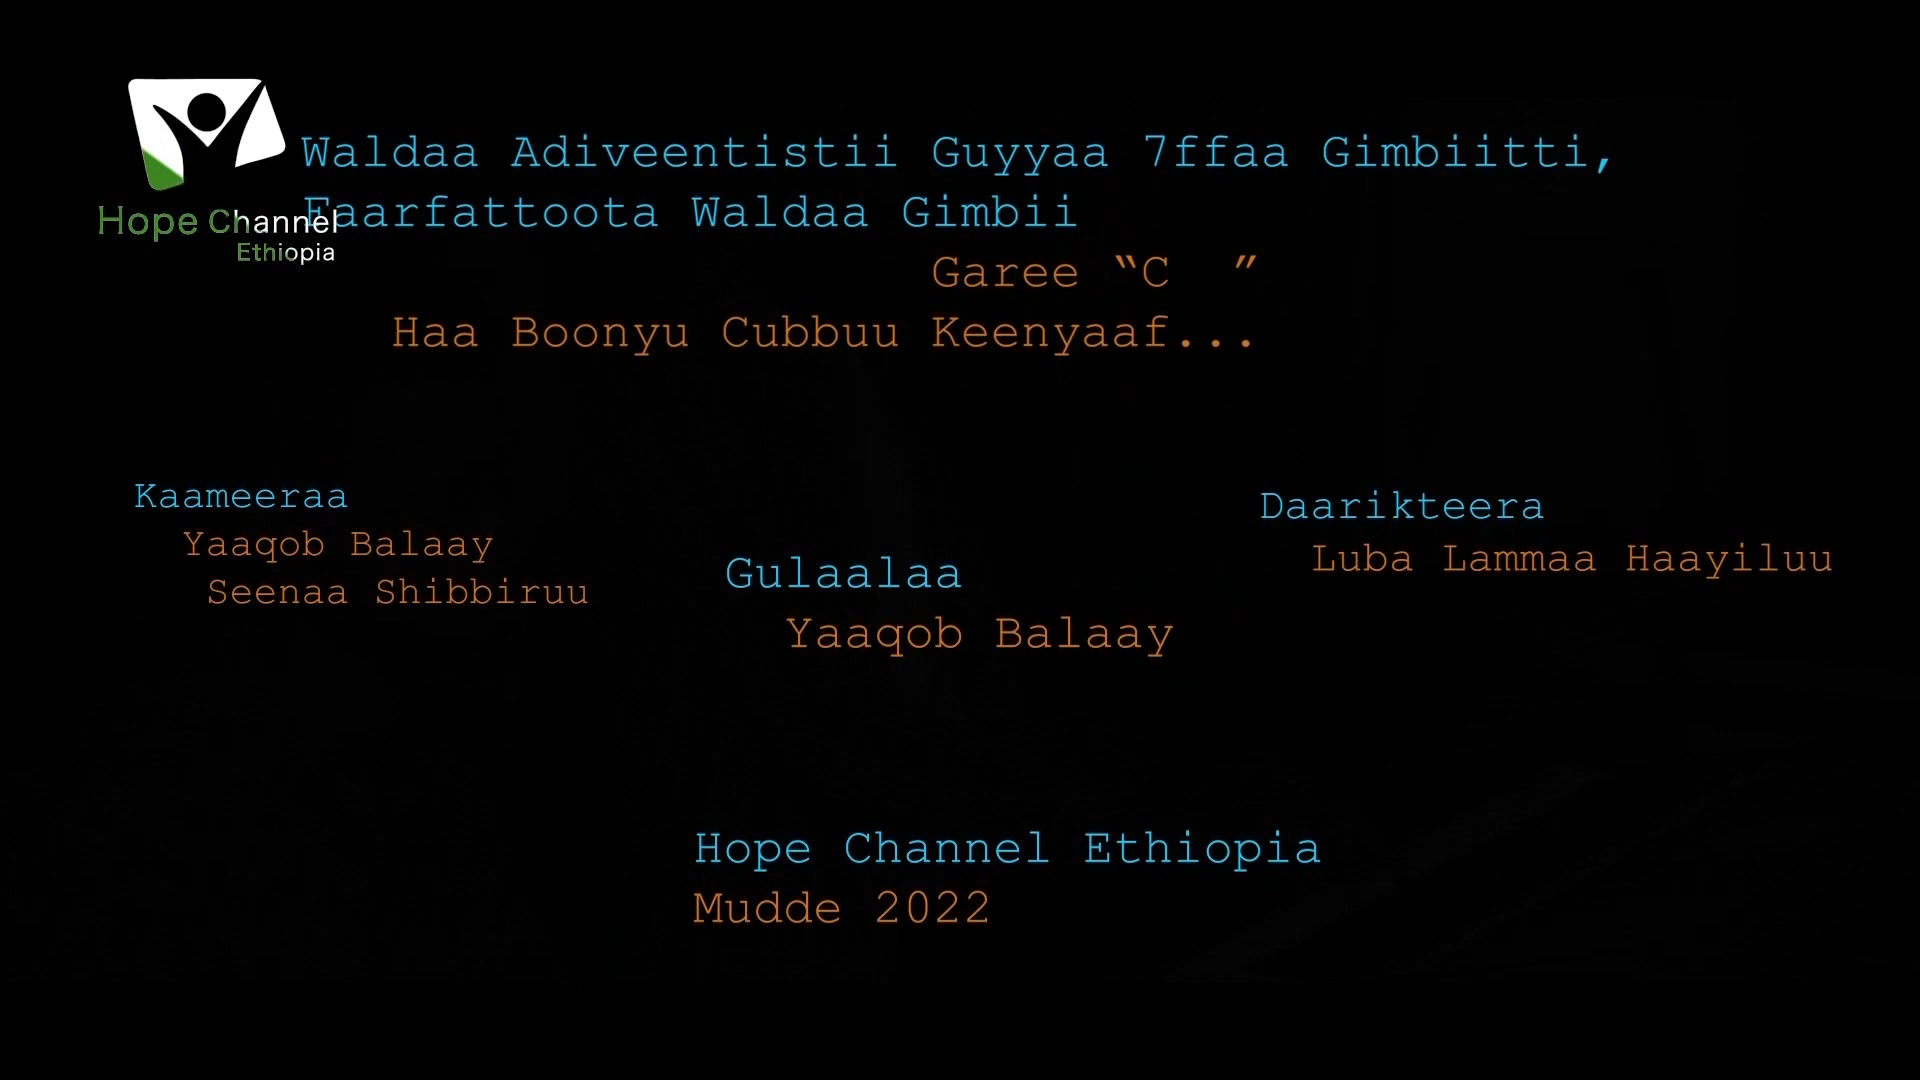 Hope Channel
Ethiopia
Waldaa Adiveentistii Guyyaa 7ffaa Gimbiitti,
Faarfattoota Waldaa Gimbii
Garee “C  ”
Haa Boonyu Cubbuu Keenyaaf...
Kaameeraa
Yaaqob Balaay
Seenaa Shibbiruu
Gulaalaa
Yaaqob Balaay
Daarikteera
Luba Lammaa Haayiluu
Hope Channel Ethiopia
Mudde 2022